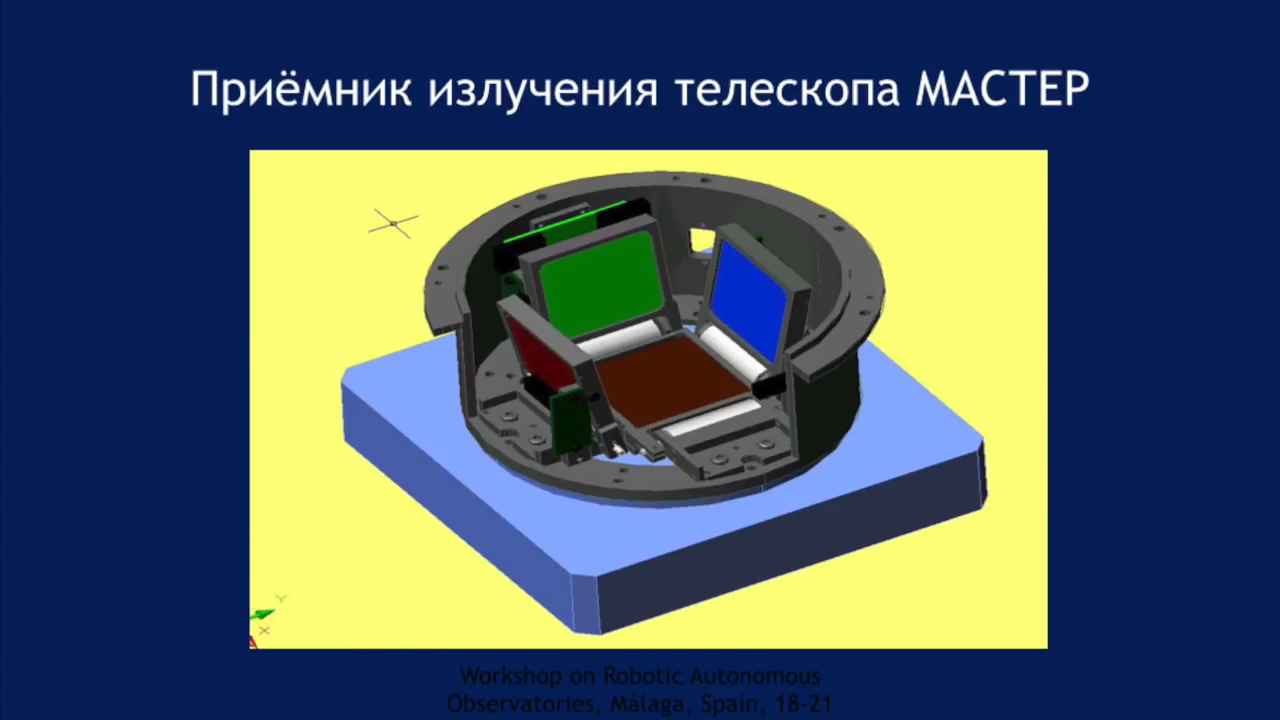 Приёмник излучения телескопа МАСТЕР
Y
X
Workshop on Robotic Autonomous
Observatories, Málaga, Spain, 18-21